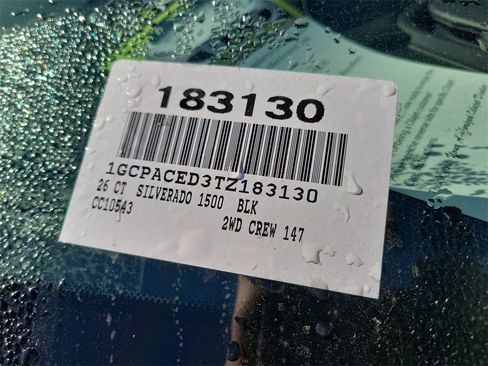 183130
1GCPACED3TZ183130
26 CT SILVERADO 1500 BLK
CC10543
2WD CREW 147